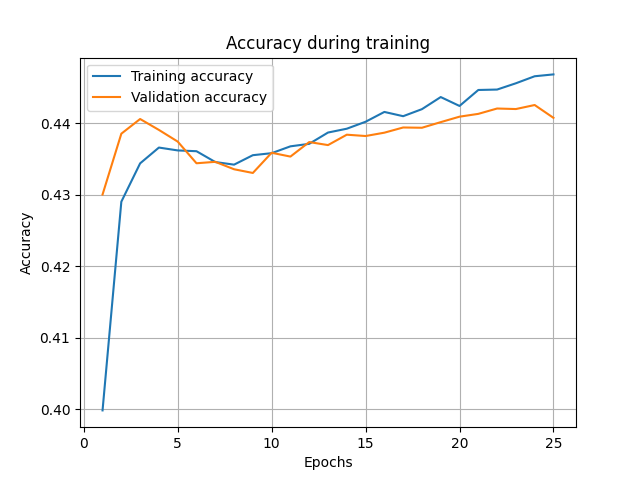 Accuracy during training
Training accuracy
Validation accuracy
0.44
0.43
0.42
0.41
0.40
Accuracy
0
5
10
15
20
25
Epochs